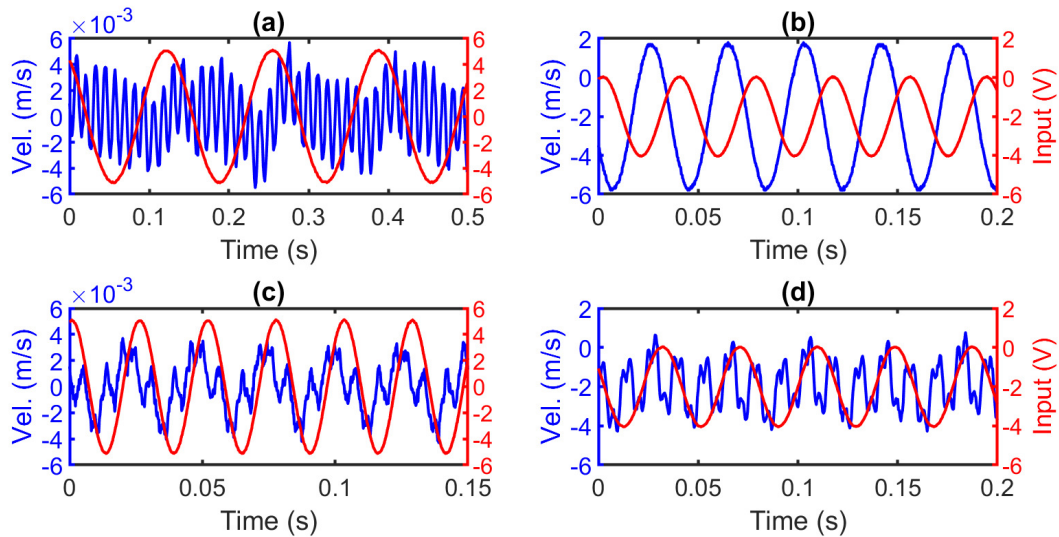 ×10⁻³ (a) (b)
6 6 2 2
4 4
2 2 0 0
0 0 -2 -2
-2 -2
-4 -4 -4 -4
-6 -6 -6 -6
Vel. (m/s) Vel. (m/s) Input (V)
0 0.1 0.2 0.3 0.4 0.5 0 0.05 0.1 0.15 0.2
Time (s) Time (s)
×10⁻³ (c) (d)
6 6 2 2
4 4
2 2 0 0
0 0 -2 -2
-2 -2
-4 -4 -4 -4
-6 -6 -6 -6
Vel. (m/s) Vel. (m/s) Input (V)
0 0.05 0.1 0.15 0 0.05 0.1 0.15 0.2
Time (s) Time (s)